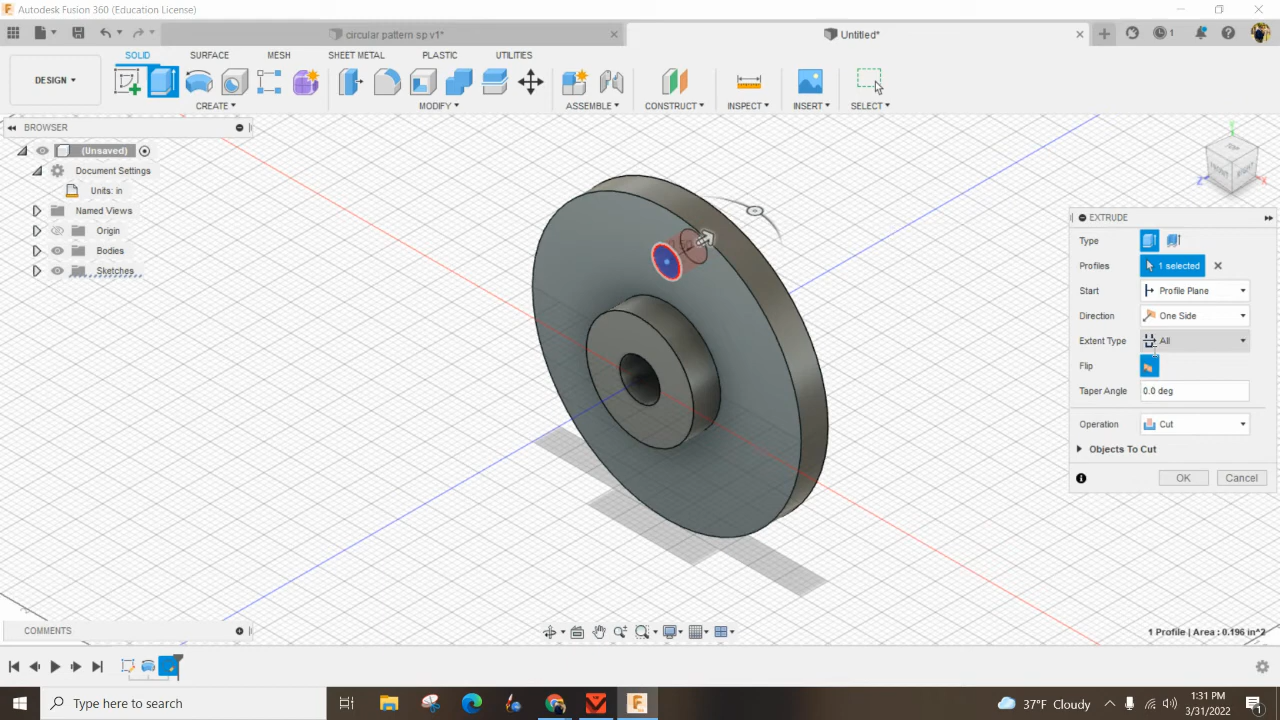 Autodesk Fusion 360 (Education License)
circular pattern sp v1*
Untitled*
1
DESIGN
SOLID
SURFACE
MESH
SHEET METAL
PLASTIC
UTILITIES
CREATE
MODIFY
ASSEMBLE
CONSTRUCT
INSPECT
INSERT
SELECT
BROWSER
(Unsaved)
Document Settings
Units: in
Named Views
Origin
Bodies
Sketches
TOP
FRONT
RIGHT
Y
Z
X
EXTRUDE
Type
Profiles
1 selected
Start
Profile Plane
Direction
One Side
Extent Type
All
Flip
Taper Angle
0.0 deg
Operation
Cut
Objects To Cut
OK
Cancel
COMMENTS
1 Profile | Area : 0.196 in^2
Type here to search
37°F Cloudy
1:31 PM
3/31/2022